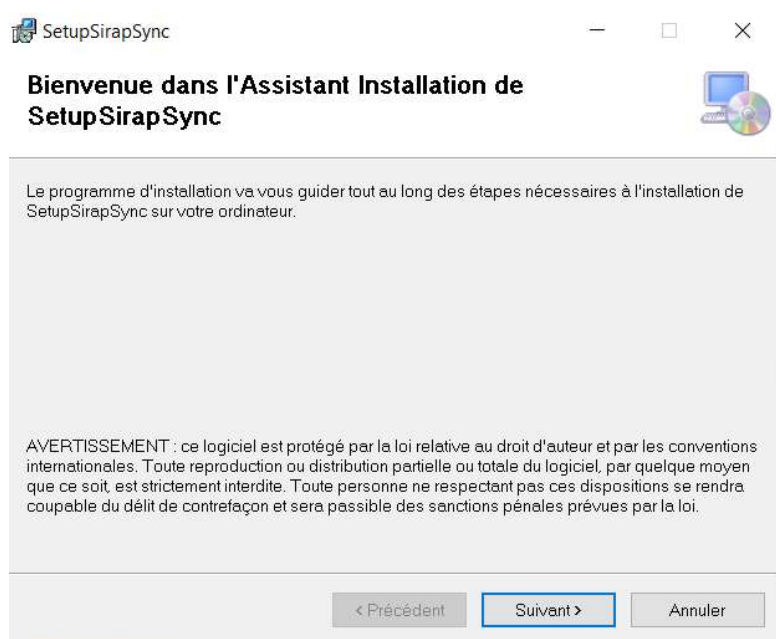 SetupSirapSync
Bienvenue dans l'Assistant Installation de
SetupSirapSync
Le programme d'installation va vous guider tout au long des étapes nécessaires à l'installation de
SetupSirapSync sur votre ordinateur.
AVERTISSEMENT : ce logiciel est protégé par la loi relative au droit d'auteur et par les conventions
internationales. Toute reproduction ou distribution partielle ou totale du logiciel, par quelque moyen
que ce soit, est strictement interdite. Toute personne ne respectant pas ces dispositions se rendra
coupable du délit de contrefaçon et sera passible des sanctions pénales prévues par la loi.
< Précédent Suivant > Annuler